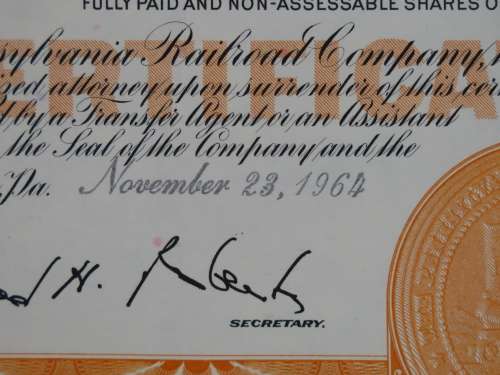 FULLY PAID AND NON-ASSESSABLE SHARES O
sylvania Railroad Company,
ized attorney upon surrender of this cer
by a Transfer Agent or an Assistant
the Seal of the Company and the
Pa. November 23, 1964
H.
SECRETARY.
CERTIFICA